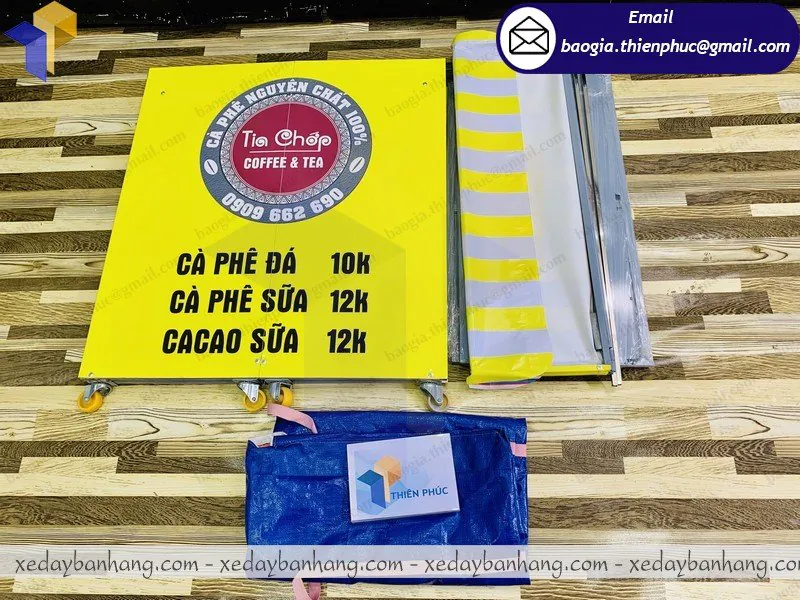 Email
baogia.thienphuc@gmail.com
CÀ PHÊ NGUYÊN CHẤT 100%
Tia Chớp
COFFEE & TEA
0909 662 690
CÀ PHÊ ĐÁ 10K
CÀ PHÊ SỮA 12K
CACAO SỮA 12K
THIÊN PHÚC
xedaybanhang.com - xedaybanhang.com - xedaybanhang.com - xedaybanhang.com